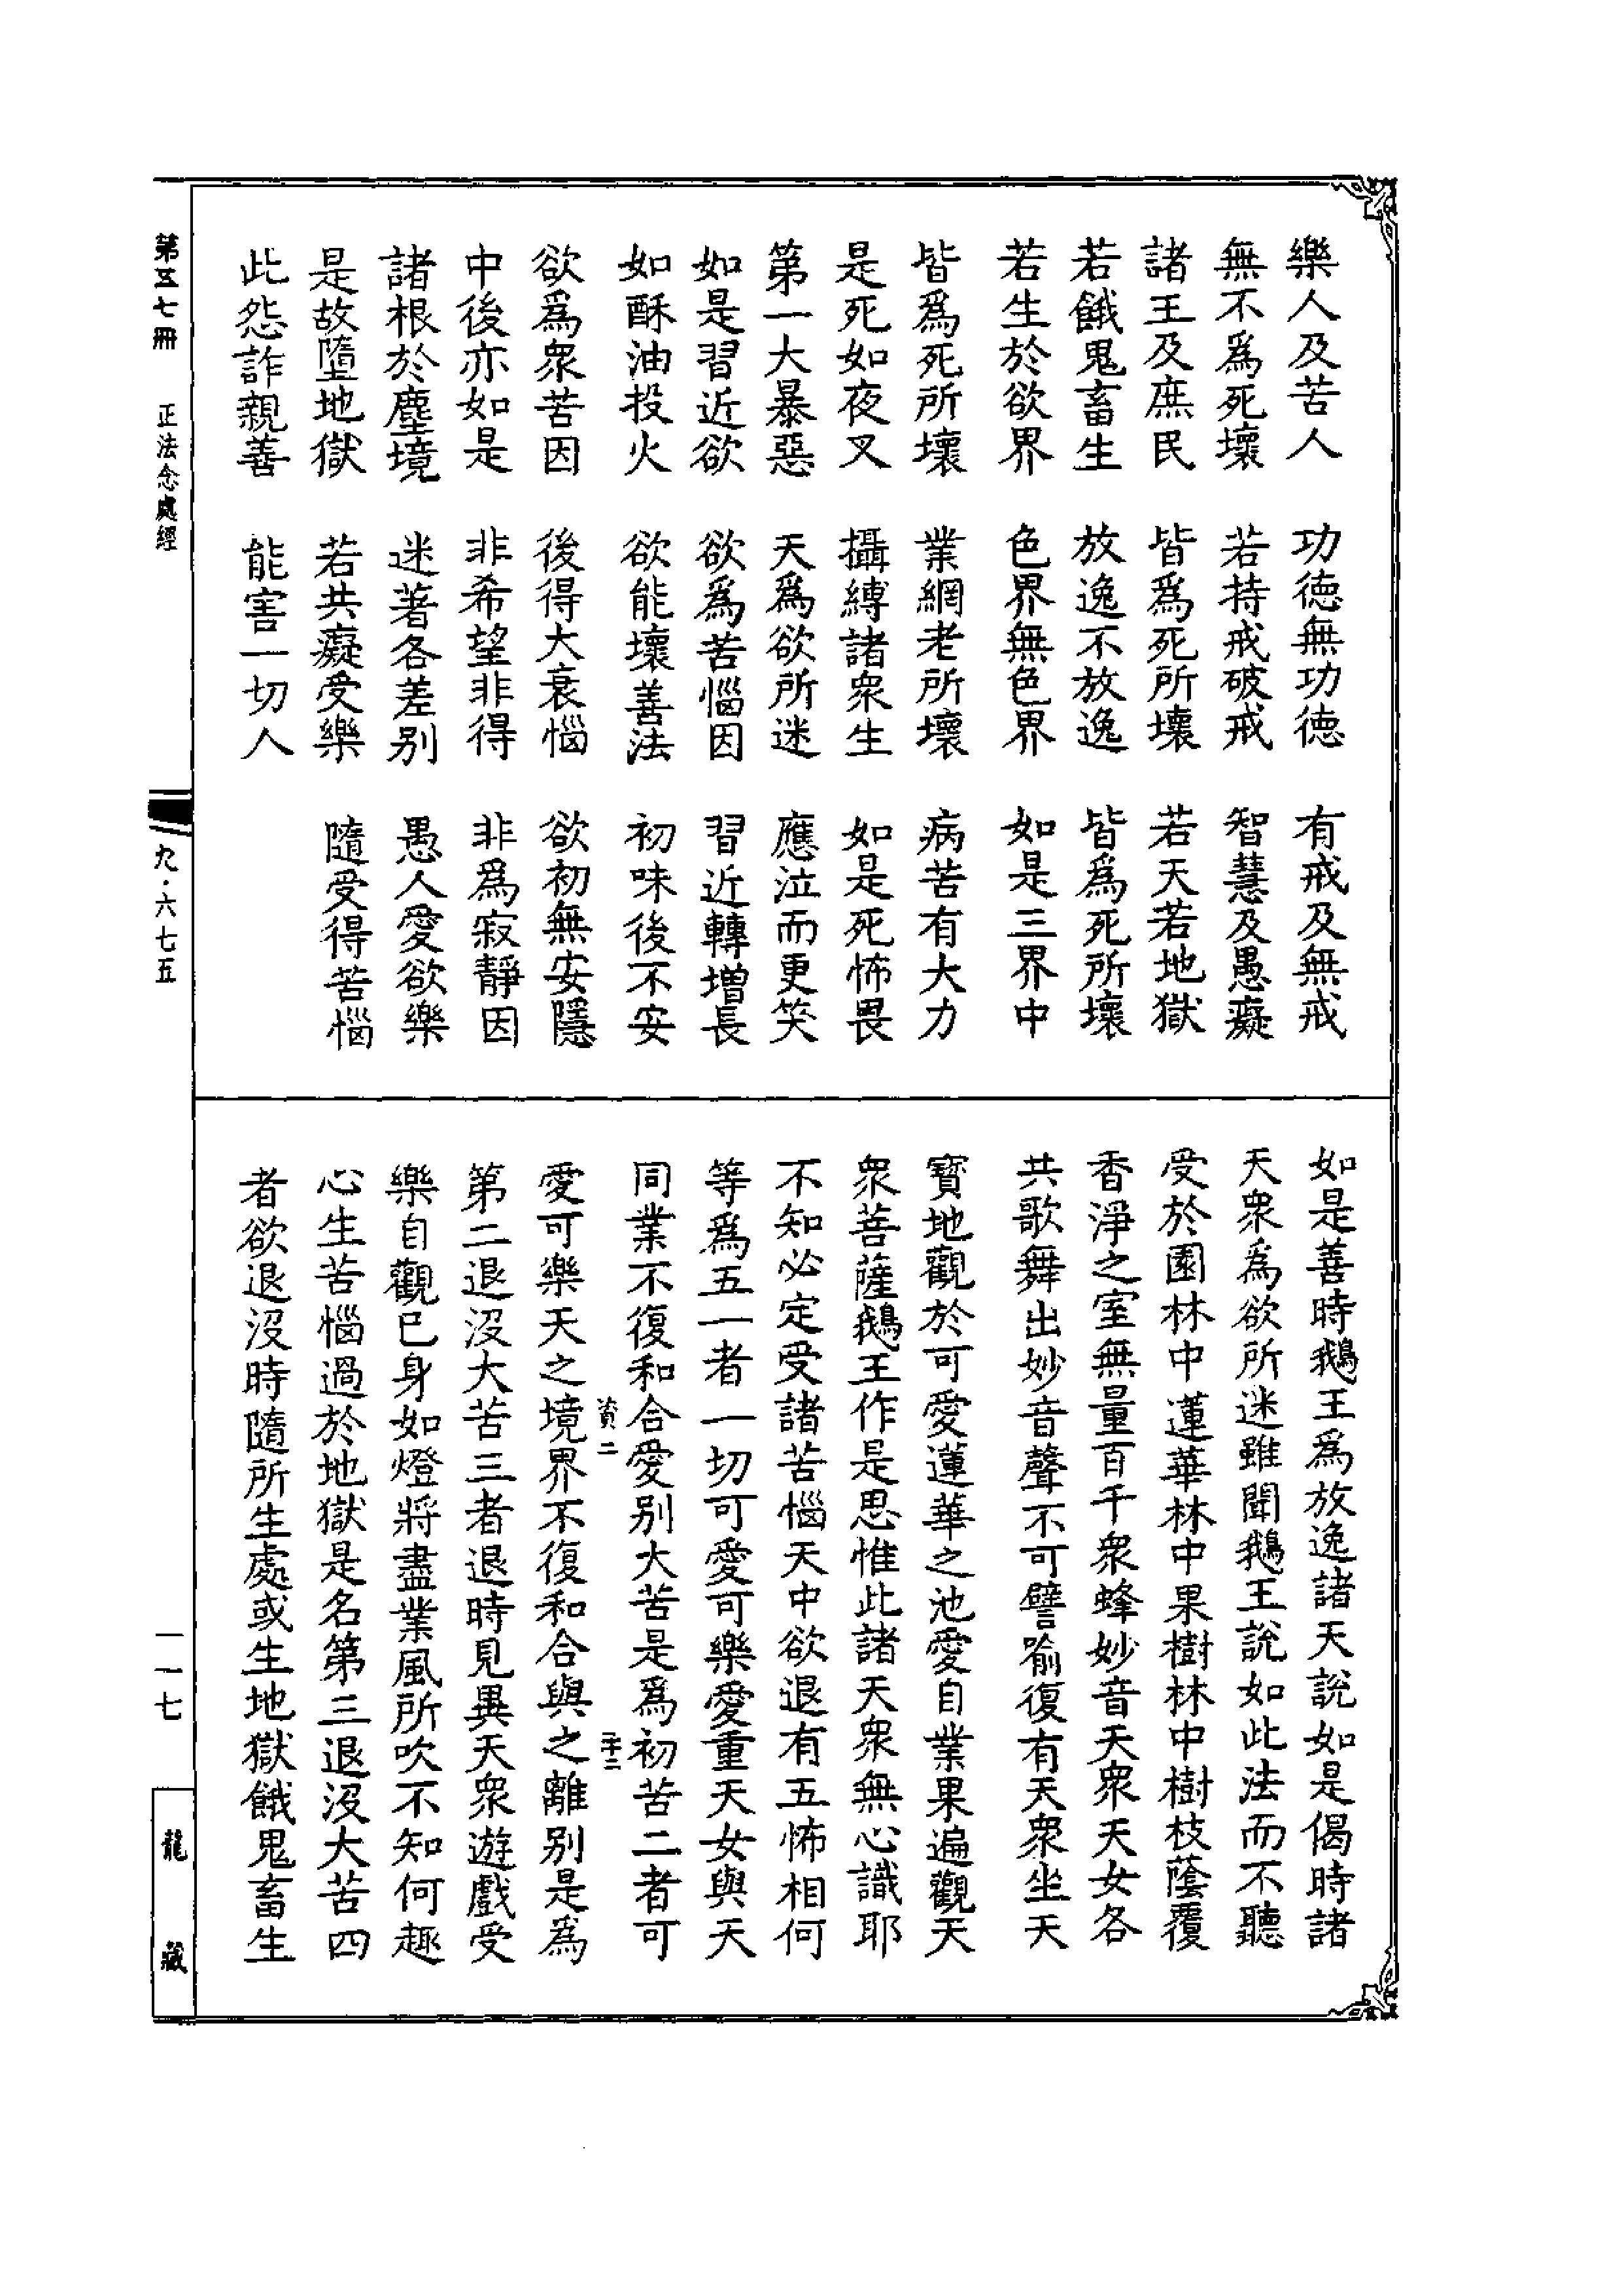 樂人及苦人　功德無功德　有戒及無戒
無不為死壞　若持戒破戒　智慧及愚癡
諸王及庶民　皆為死所壞　若天若地獄
若餓鬼畜生　放逸不放逸　皆為死所壞
若生於欲界　色界無色界　如是三界中
皆為死所壞　業網老所壞　病苦有大力
是死如夜叉　攝縛諸衆生　如是死怖畏
第一大暴惡　天為欲所迷　應泣而更笑
如是習近欲　欲為苦惱因　習近轉增長
如酥油投火　欲能壞善法　初味後不安
欲為衆苦因　後得大衰惱　欲初無安隱
中後亦如是　非希望非得　非為寂靜因
諸根於塵境　迷著各差别　愚人愛欲樂
是故墮地獄　若共癡受樂　隨受得苦惱
此怨詐親善　能害一切人
如是善時鵝王為放逸諸天說如是偈時諸
天衆為欲所迷雖聞鵝王說如此法而不聽
受於園林中蓮華林中果樹林中樹枝蔭覆
香淨之室無量百千衆蜂妙音天衆天女各
共歌舞出妙音聲不可譬喻復有天衆坐天
寶地觀於可愛蓮華之池愛自業果遍觀天
衆菩薩鵝王作是思惟此諸天衆無心識耶
不知必定受諸苦惱天中欲退有五怖相何
等為五一者一切可愛可樂愛重天女與天
同業不復和合愛别大苦是為初苦二者可
資二　二十二
愛可樂天之境界不復和合與之離别是為
第二退沒大苦三者退時見異天衆遊戲受
樂自觀已身如燈將盡業風所吹不知何趣
心生苦惱過於地獄是名第三退沒大苦四
者欲退沒時隨所生處或生地獄餓鬼畜生
第五七冊　正法念處經　九·六七五　一一七　龍藏